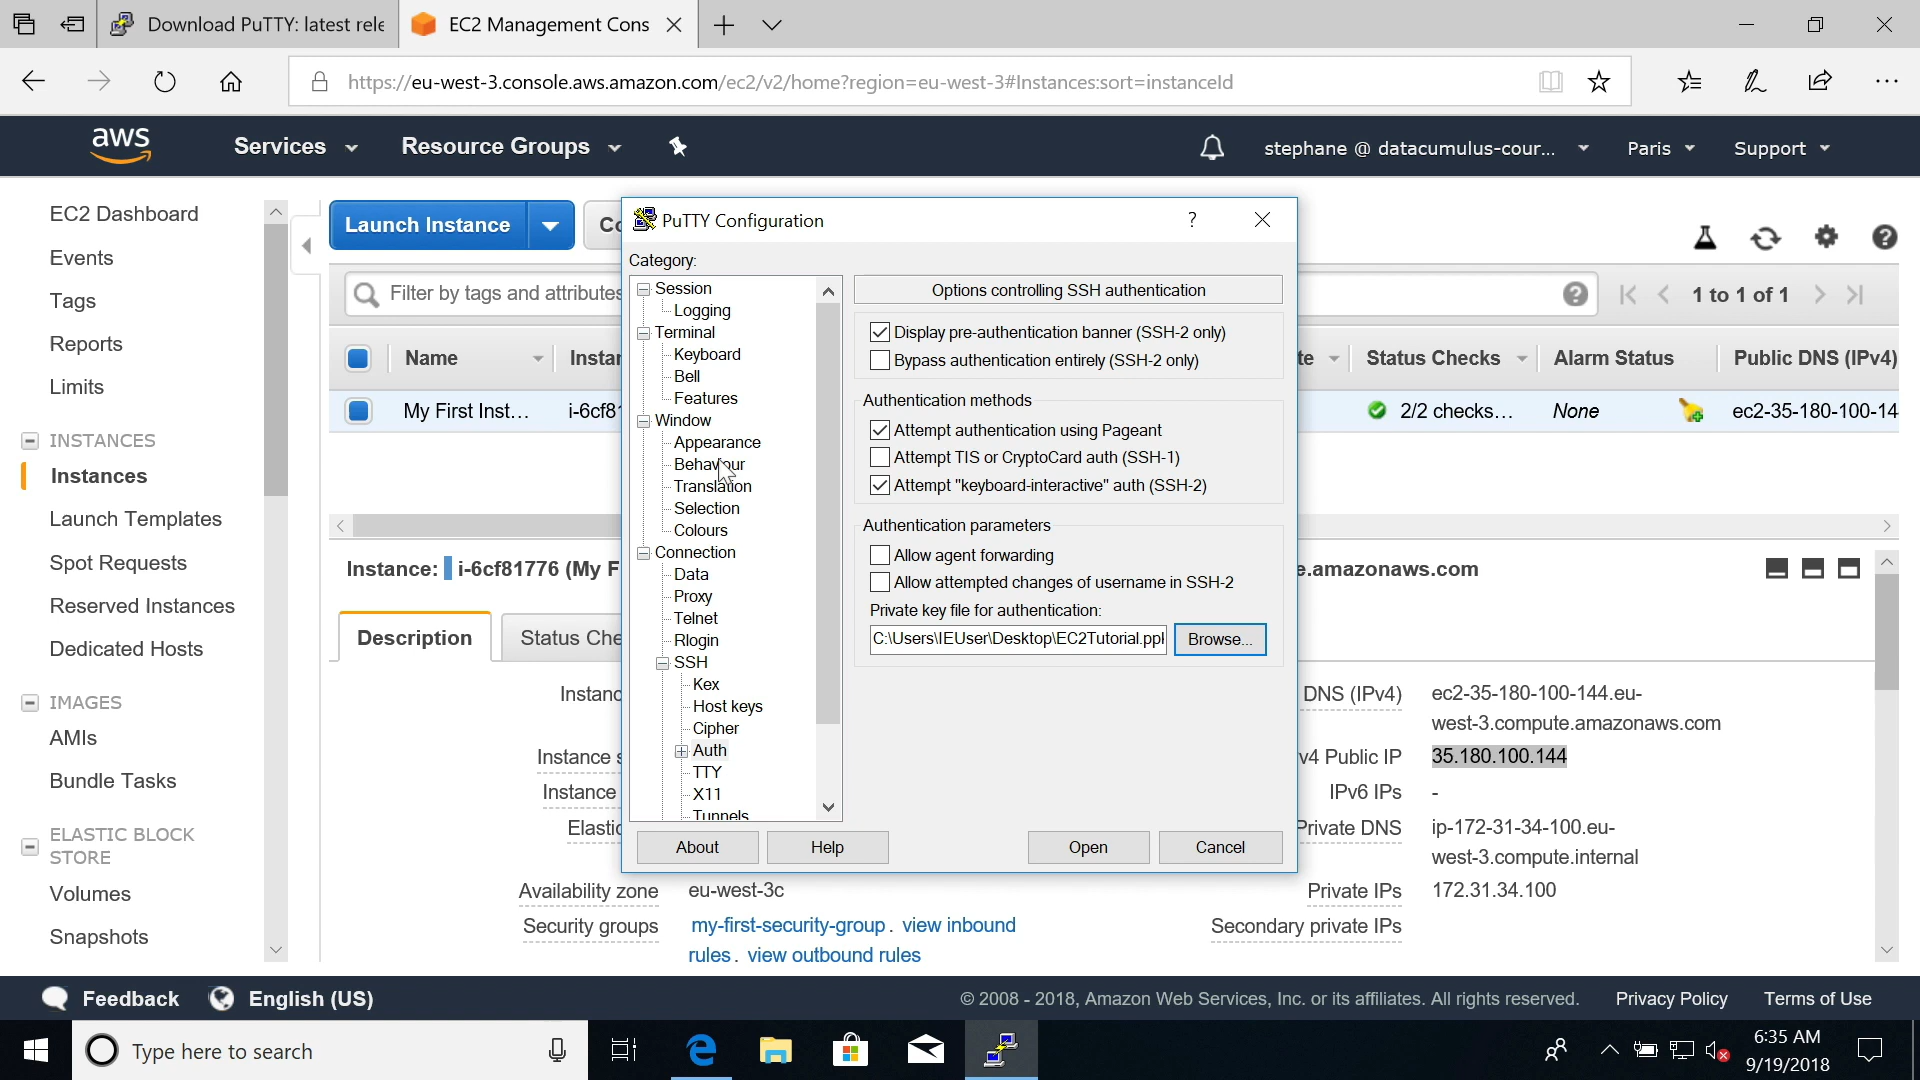 Download PuTTY: latest rele
EC2 Management Cons
https://eu-west-3.console.aws.amazon.com/ec2/v2/home?region=eu-west-3#Instances:sort=instanceId
aws
Services
Resource Groups
stephane @ datacumulus-cour...
Paris
Support
EC2 Dashboard
Events
Tags
Reports
Limits
INSTANCES
Instances
Launch Templates
Spot Requests
Reserved Instances
Dedicated Hosts
IMAGES
AMIs
Bundle Tasks
ELASTIC BLOCK
STORE
Volumes
Snapshots
Launch Instance
Co
Filter by tags and attributes
1 to 1 of 1
Name
Instan
te
Status Checks
Alarm Status
Public DNS (IPv4)
My First Inst...
i-6cf81
2/2 checks...
None
ec2-35-180-100-14
Instance: i-6cf81776 (My F
e.amazonaws.com
Description
Status Che
Instanc
DNS (IPv4)
ec2-35-180-100-144.eu-
west-3.compute.amazonaws.com
Instance s
v4 Public IP
35.180.100.144
Instance
IPv6 IPs
-
Elastic
Private DNS
ip-172-31-34-100.eu-
west-3.compute.internal
Availability zone
eu-west-3c
Private IPs
172.31.34.100
Security groups
my-first-security-group . view inbound
rules . view outbound rules
Secondary private IPs
PuTTY Configuration
?
Category:
Session
Logging
Terminal
Keyboard
Bell
Features
Window
Appearance
Behaviour
Translation
Selection
Colours
Connection
Data
Proxy
Telnet
Rlogin
SSH
Kex
Host keys
Cipher
Auth
TTY
X11
Tunnels
Options controlling SSH authentication
Display pre-authentication banner (SSH-2 only)
Bypass authentication entirely (SSH-2 only)
Authentication methods
Attempt authentication using Pageant
Attempt TIS or CryptoCard auth (SSH-1)
Attempt "keyboard-interactive" auth (SSH-2)
Authentication parameters
Allow agent forwarding
Allow attempted changes of username in SSH-2
Private key file for authentication:
C:\Users\IEUser\Desktop\EC2Tutorial.ppk
Browse...
About
Help
Open
Cancel
Feedback
English (US)
© 2008 - 2018, Amazon Web Services, Inc. or its affiliates. All rights reserved.
Privacy Policy
Terms of Use
Type here to search
6:35 AM
9/19/2018